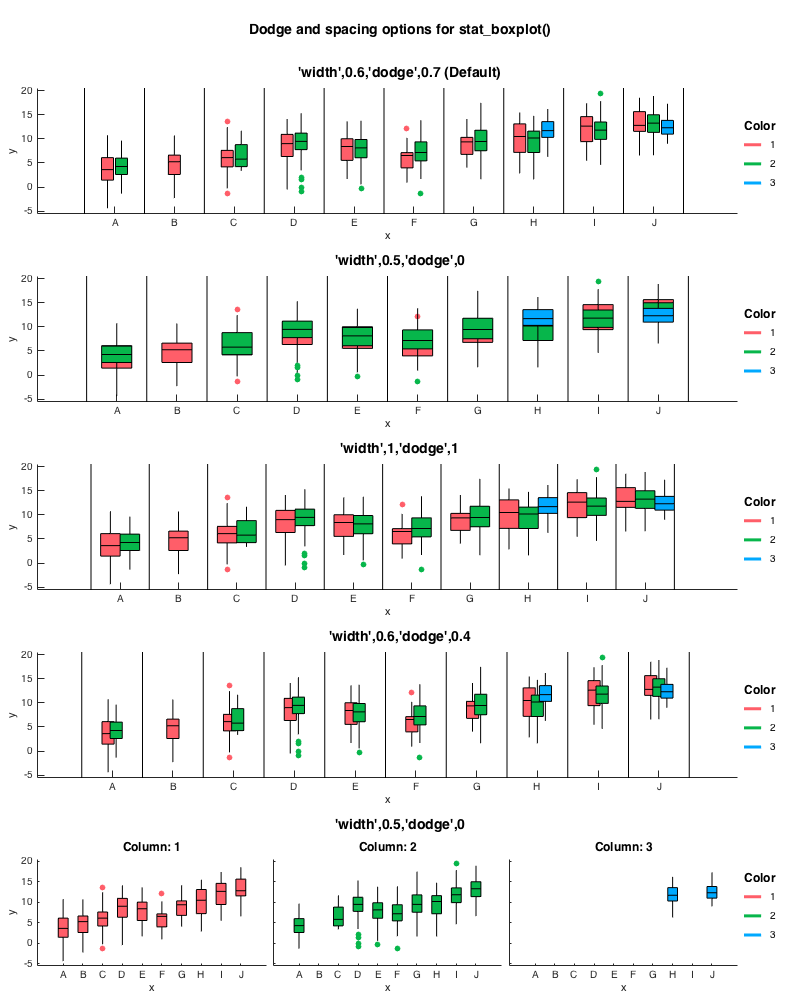 Dodge and spacing options for stat_boxplot()
'width',0.6,'dodge',0.7 (Default)
20
15
10
5
0
-5
y
A B C D E F G H I J
x
Color
1
2
3
'width',0.5,'dodge',0
20
15
10
5
0
-5
y
A B C D E F G H I J
x
Color
1
2
3
'width',1,'dodge',1
20
15
10
5
0
-5
y
A B C D E F G H I J
x
Color
1
2
3
'width',0.6,'dodge',0.4
20
15
10
5
0
-5
y
A B C D E F G H I J
x
Color
1
2
3
'width',0.5,'dodge',0
Column: 1 Column: 2 Column: 3
20
15
10
5
0
-5
y
A B C D E F G H I J A B C D E F G H I J A B C D E F G H I J
x x x
Color
1
2
3